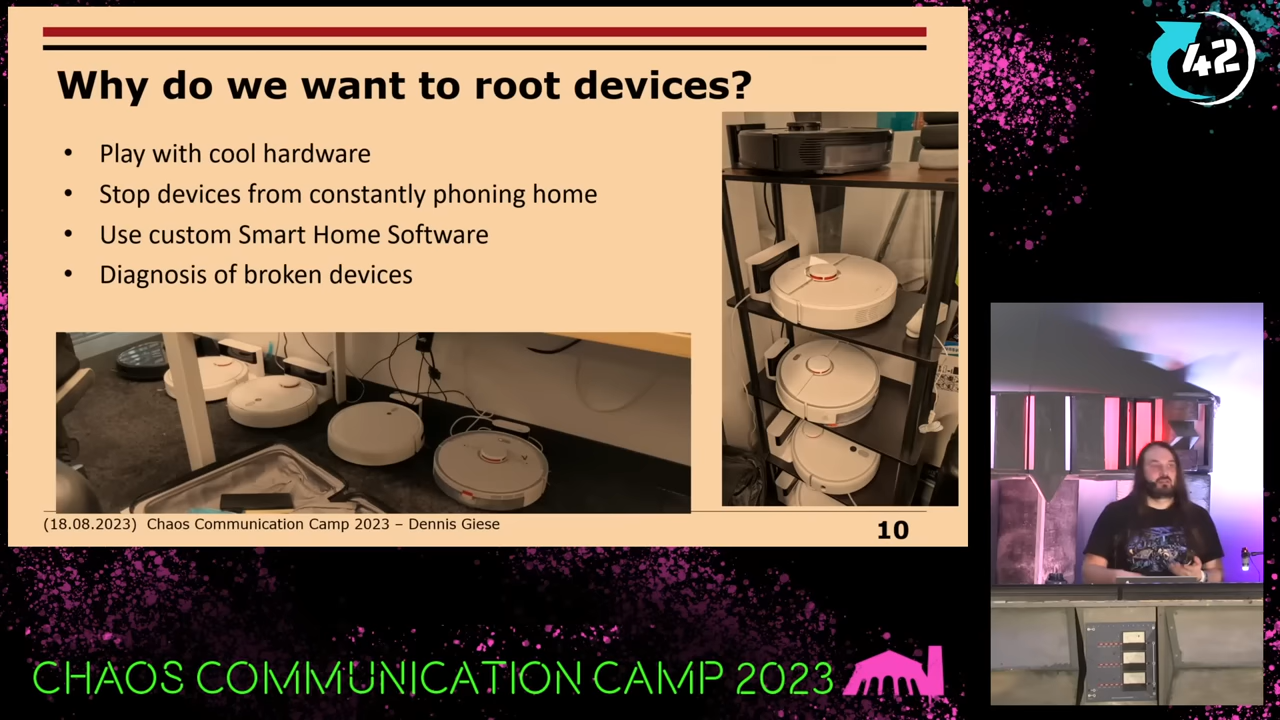 Why do we want to root devices?
• Play with cool hardware
• Stop devices from constantly phoning home
• Use custom Smart Home Software
• Diagnosis of broken devices
(18.08.2023) Chaos Communication Camp 2023 – Dennis Giese
10
42
CHAOS COMMUNICATION CAMP 2023